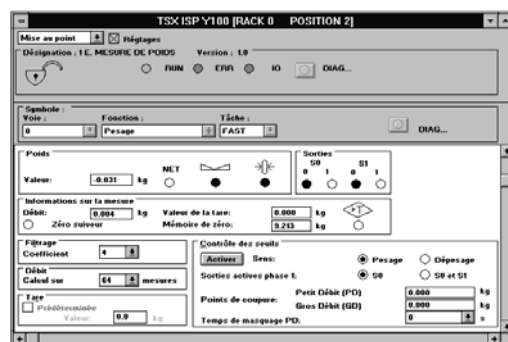 TSX ISP Y100 [RACK 0 POSITION 2]
Mise au point Réglages
Désignation : 1 E. MESURE DE POIDS Version : 1.0
RUN ERR IO DIAG...
Symbole :
Voie : Fonction : Tâche :
0 Pesage FAST DIAG...
Poids
NET
Valeur: -0.031 kg
Sorties
S0 S1
0 1 0 1
Informations sur la mesure
Débit: 0.004 kg Valeur de la tare: 0.000 kg
Zéro suiveur Mémoire de zéro: 9.213 kg
+T
Filtrage
Coefficient 4
Débit
Calcul sur 64 mesures
Tare
Prédéterminée
Valeur: 0.0 kg
Contrôle des seuils
Activer Sens: Pesage Dépesage
Sorties actives phase 1: S0 S0 et S1
Points de coupure: Petit Débit (PD) 0.000 kg
Gros Débit (GD) 0.000 kg
Temps de masquage PD: 0 s